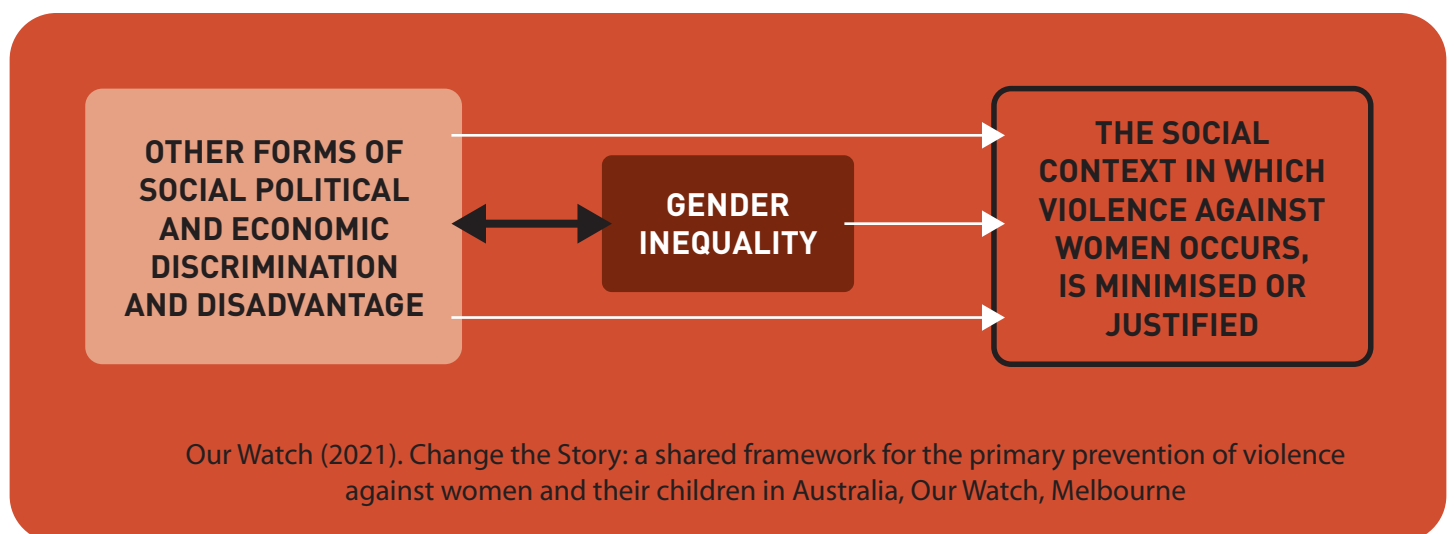 OTHER FORMS OF
SOCIAL POLITICAL
AND ECONOMIC
DISCRIMINATION
AND DISADVANTAGE
GENDER
INEQUALITY
THE SOCIAL
CONTEXT IN WHICH
VIOLENCE AGAINST
WOMEN OCCURS,
IS MINIMISED OR
JUSTIFIED
Our Watch (2021). Change the Story: a shared framework for the primary prevention of violence
against women and their children in Australia, Our Watch, Melbourne